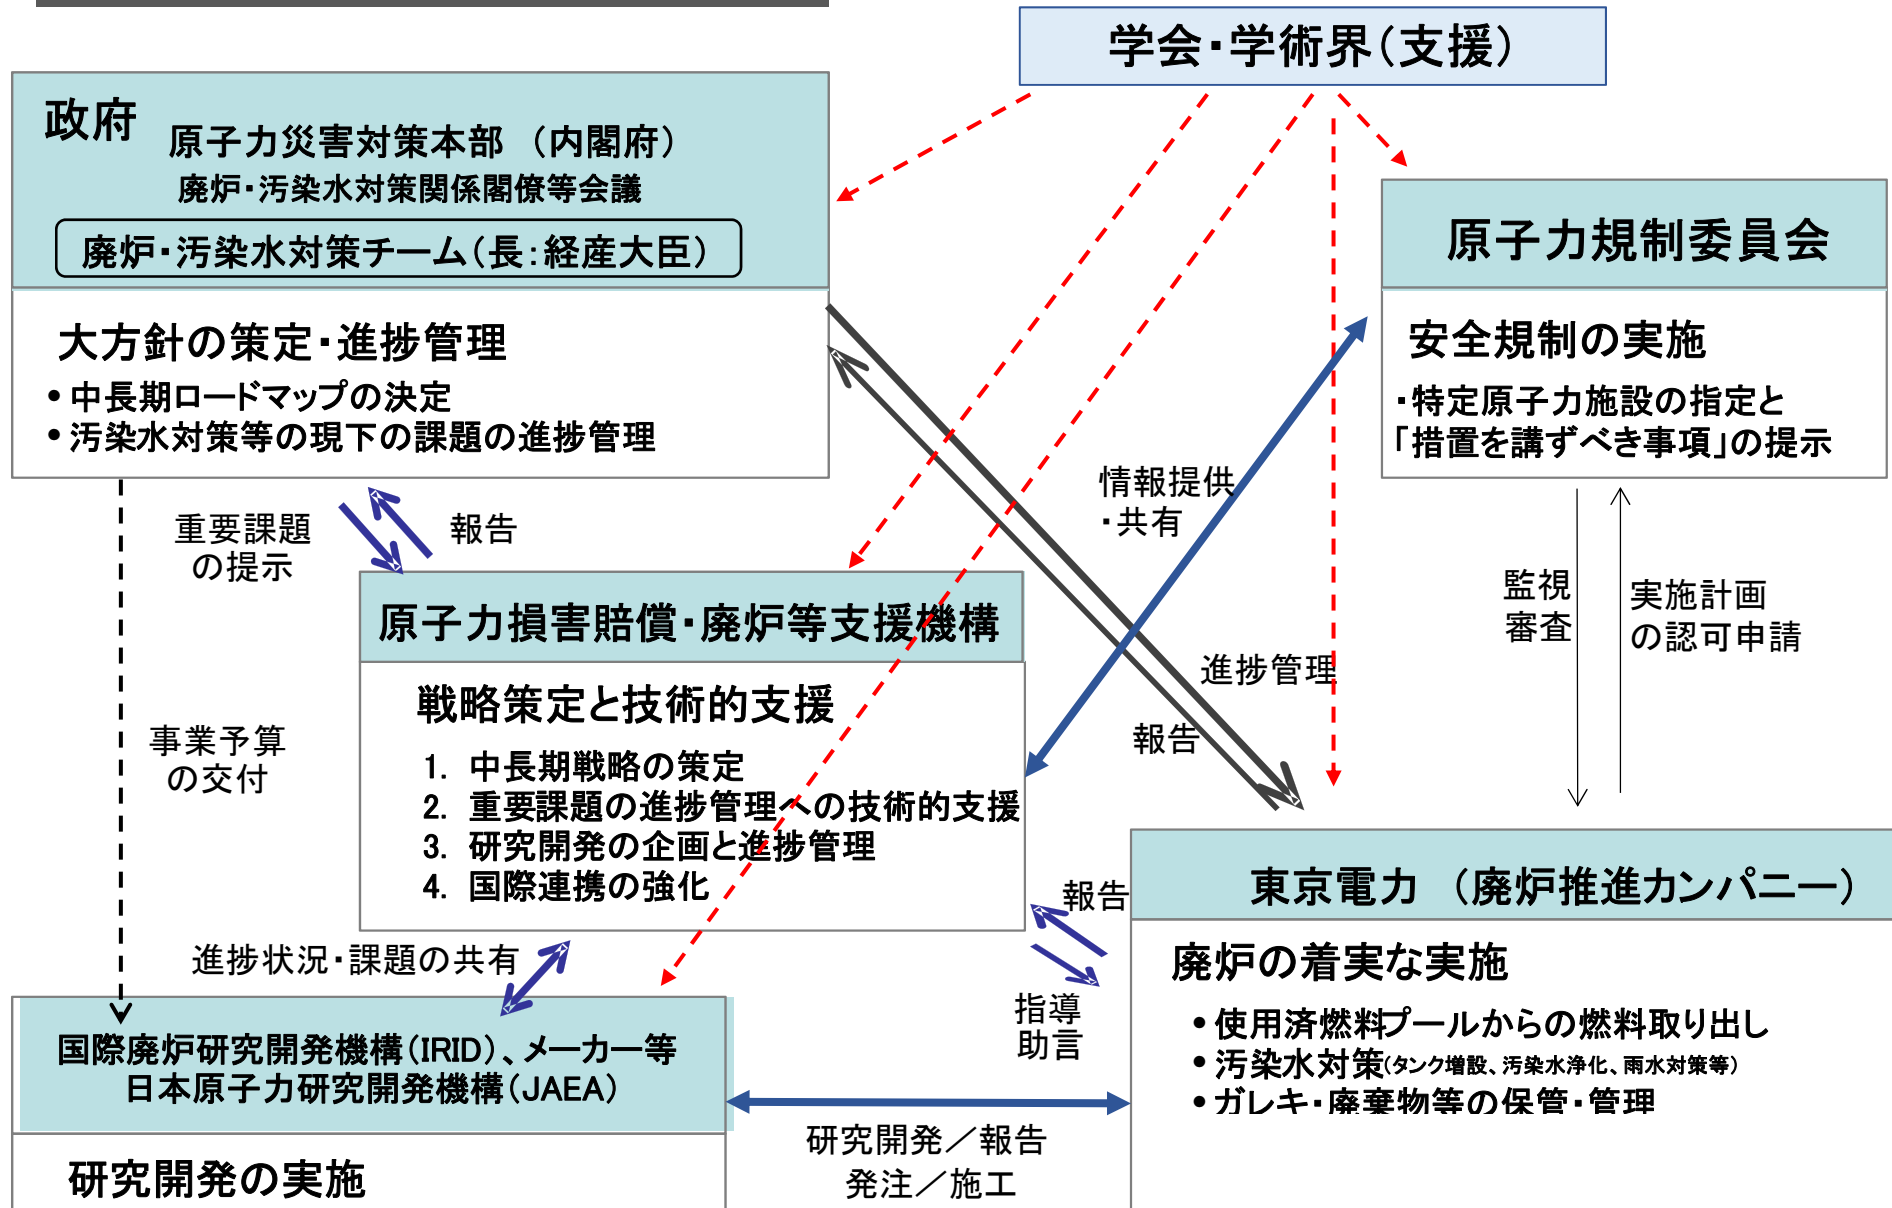 学会・学術界（支援）
政府
原子力災害対策本部 （内閣府）
廃炉・汚染水対策関係閣僚等会議
廃炉・汚染水対策チーム（長：経産大臣）
大方針の策定・進捗管理
• 中長期ロードマップの決定
• 汚染水対策等の現下の課題の進捗管理
原子力規制委員会
安全規制の実施
・特定原子力施設の指定と
「措置を講ずべき事項」の提示
情報提供
・共有
重要課題
の提示
報告
監視
審査
実施計画
の認可申請
原子力損害賠償・廃炉等支援機構
戦略策定と技術的支援
1. 中長期戦略の策定
2. 重要課題の進捗管理への技術的支援
3. 研究開発の企画と進捗管理
4. 国際連携の強化
進捗管理
報告
事業予算
の交付
進捗状況・課題の共有
報告
指導
助言
東京電力 （廃炉推進カンパニー）
廃炉の着実な実施
• 使用済燃料プールからの燃料取り出し
• 汚染水対策（タンク増設、汚染水浄化、雨水対策等）
• ガレキ・廃棄物等の保管・管理
国際廃炉研究開発機構（IRID）、メーカー等
日本原子力研究開発機構（JAEA）
研究開発の実施
研究開発／報告
発注／施工